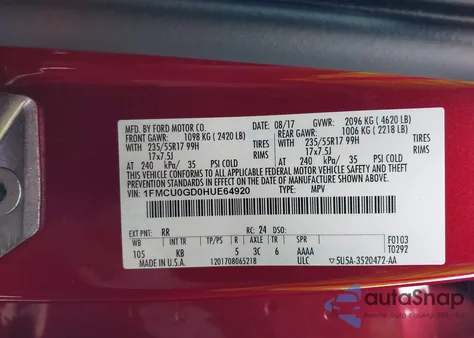 MFD. BY FORD MOTOR CO. 08/17 GVWR: 2096 KG ( 4620 LB)
FRONT GAWR: 1098 KG ( 2420 LB) REAR GAWR: 1006 KG ( 2218 LB)
WITH 235/55R17 99H TIRES WITH 235/55R17 99H TIRES
17x7.5J RIMS 17x7.5J RIMS
AT 240 kPa/ 35 PSI COLD AT 240 kPa/ 35 PSI COLD
THIS VEHICLE CONFORMS TO ALL APPLICABLE FEDERAL MOTOR VEHICLE SAFETY AND THEFT PREVENTION STANDARDS IN EFFECT ON THE DATE OF MANUFACTURE SHOWN ABOVE.
VIN: 1FMCU0GD0HUE64920 TYPE: MPV
EXT PNT: RR RC: 24 DSO: F0103
WB INT TR TP/PS R AXLE TR SPR T0292
105 KB 5 3C 6 AAAA
MADE IN U.S.A. 1201708065218 ULC 5U5A-3520472-AA
autaSnap